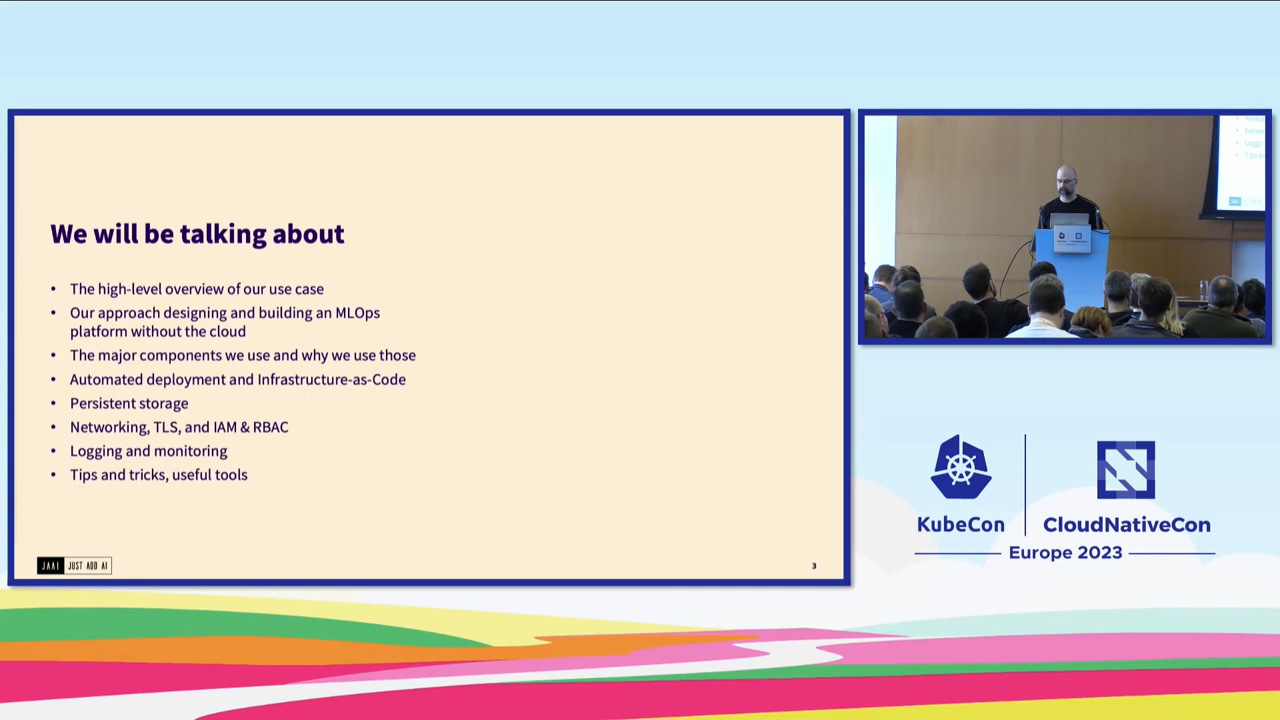 We will be talking about
• The high-level overview of our use case
• Our approach designing and building an MLOps
platform without the cloud
• The major components we use and why we use those
• Automated deployment and Infrastructure-as-Code
• Persistent storage
• Networking, TLS, and IAM & RBAC
• Logging and monitoring
• Tips and tricks, useful tools
JAAI JUST ADD AI
3
KubeCon
CloudNativeCon
Europe 2023